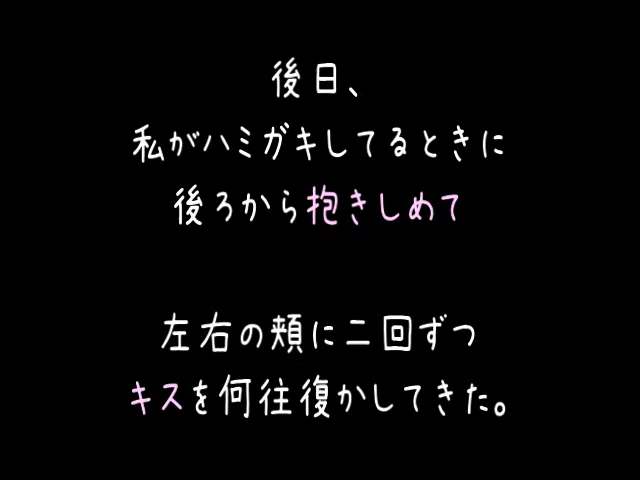 後日、
私がハミガキしてるときに
後ろから抱きしめて
左右の頬に二回ずつ
キスを何往復かしてきた。